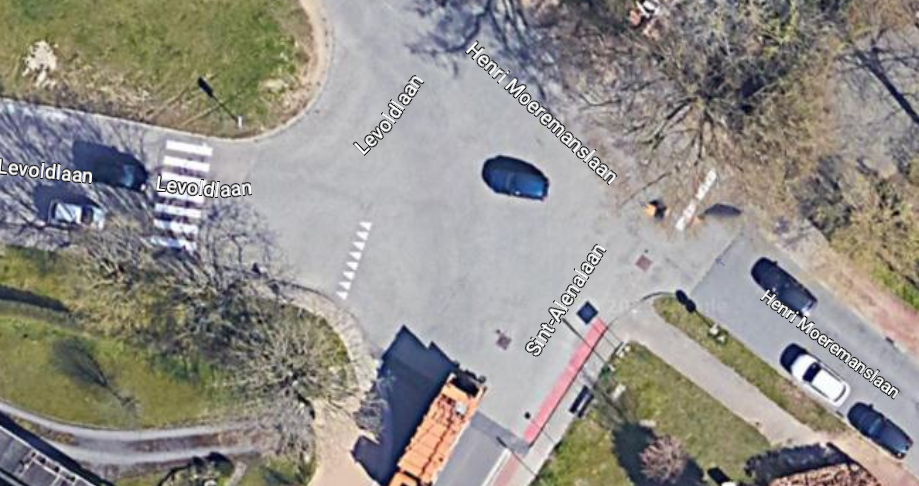 Levoldlaan
Henri Moeremanslaan
Levoldlaan
Levoldlaan
Sint-Alenalaan
Henri Moeremanslaan